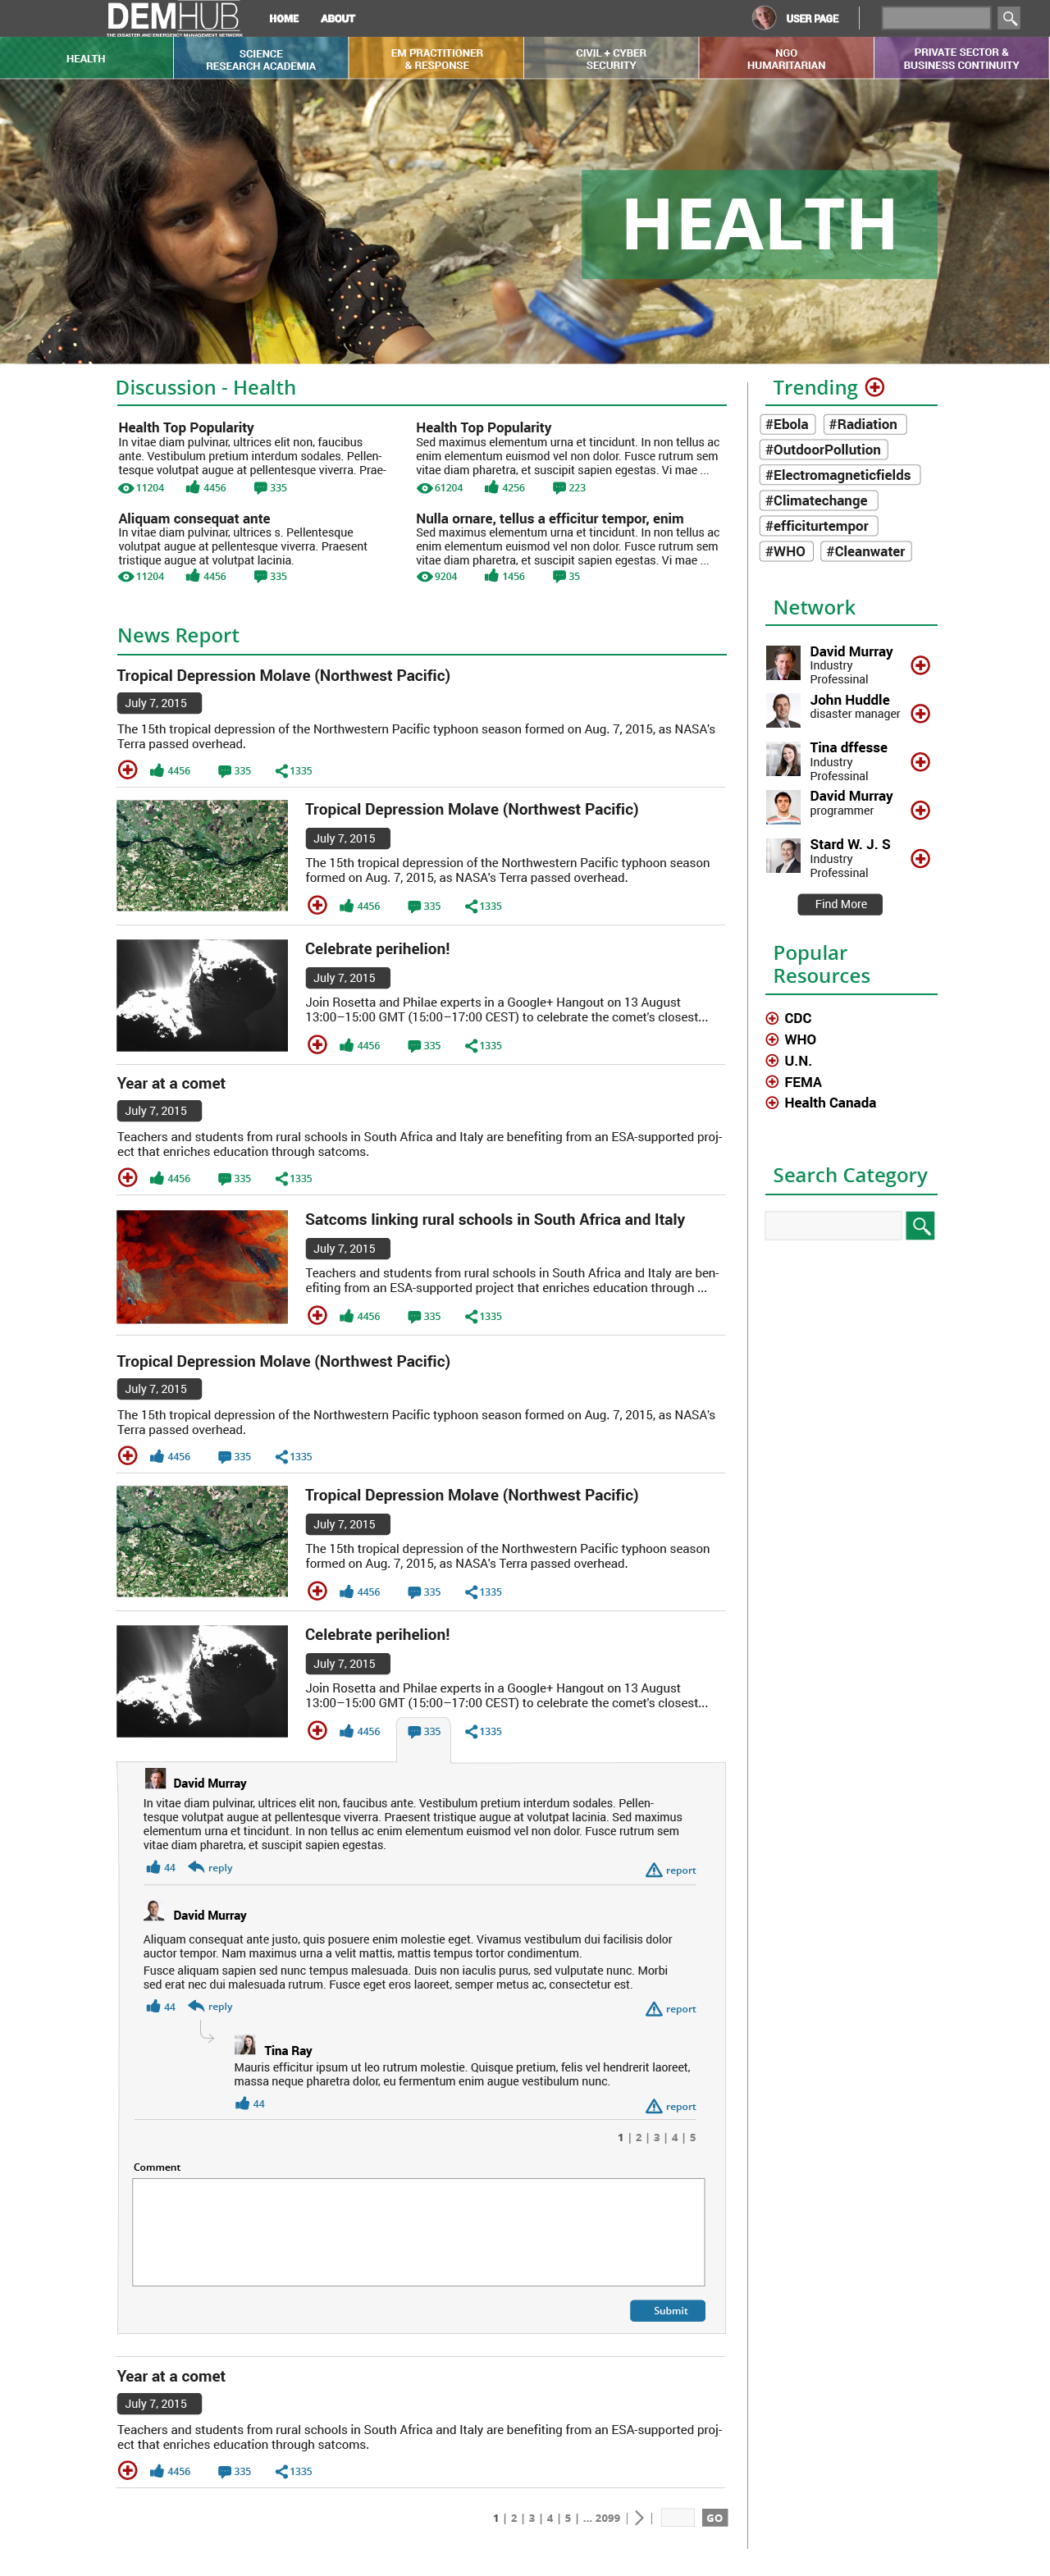 DEMHUB
THE DISASTER AND EMERGENCY MANAGEMENT NETWORK
HOME
ABOUT
USER PAGE
HEALTH
SCIENCE
RESEARCH ACADEMIA
EM PRACTITIONER
& RESPONSE
CIVIL + CYBER
SECURITY
NGO
HUMANITARIAN
PRIVATE SECTOR &
BUSINESS CONTINUITY
HEALTH
Discussion - Health
Health Top Popularity
In vitae diam pulvinar, ultrices elit non, faucibus
ante. Vestibulum pretium interdum sodales. Pellen-
tesque volutpat augue at pellentesque viverra. Prae-
11204 4456 335
Health Top Popularity
Sed maximus elementum urna et tincidunt. In non tellus ac
enim elementum euismod vel non dolor. Fusce rutrum sem
vitae diam pharetra, et suscipit sapien egestas. Vi mae ...
61204 4256 223
Aliquam consequat ante
In vitae diam pulvinar, ultrices s. Pellentesque
volutpat augue at pellentesque viverra. Praesent
tristique augue at volutpat lacinia.
11204 4456 335
Nulla ornare, tellus a efficitur tempor, enim
Sed maximus elementum urna et tincidunt. In non tellus ac
enim elementum euismod vel non dolor. Fusce rutrum sem
vitae diam pharetra, et suscipit sapien egestas. Vi mae ...
9204 1456 35
News Report
Tropical Depression Molave (Northwest Pacific)
July 7, 2015
The 15th tropical depression of the Northwestern Pacific typhoon season formed on Aug. 7, 2015, as NASA's
Terra passed overhead.
4456 335 1335
Tropical Depression Molave (Northwest Pacific)
July 7, 2015
The 15th tropical depression of the Northwestern Pacific typhoon season
formed on Aug. 7, 2015, as NASA's Terra passed overhead.
4456 335 1335
Celebrate perihelion!
July 7, 2015
Join Rosetta and Philae experts in a Google+ Hangout on 13 August
13:00–15:00 GMT (15:00–17:00 CEST) to celebrate the comet's closest...
4456 335 1335
Year at a comet
July 7, 2015
Teachers and students from rural schools in South Africa and Italy are benefiting from an ESA-supported proj-
ect that enriches education through satcoms.
4456 335 1335
Satcoms linking rural schools in South Africa and Italy
July 7, 2015
Teachers and students from rural schools in South Africa and Italy are ben-
efiting from an ESA-supported project that enriches education through ...
4456 335 1335
Tropical Depression Molave (Northwest Pacific)
July 7, 2015
The 15th tropical depression of the Northwestern Pacific typhoon season formed on Aug. 7, 2015, as NASA's
Terra passed overhead.
4456 335 1335
Tropical Depression Molave (Northwest Pacific)
July 7, 2015
The 15th tropical depression of the Northwestern Pacific typhoon season
formed on Aug. 7, 2015, as NASA's Terra passed overhead.
4456 335 1335
Celebrate perihelion!
July 7, 2015
Join Rosetta and Philae experts in a Google+ Hangout on 13 August
13:00–15:00 GMT (15:00–17:00 CEST) to celebrate the comet's closest...
4456 335 1335
David Murray
In vitae diam pulvinar, ultrices elit non, faucibus ante. Vestibulum pretium interdum sodales. Pellen-
tesque volutpat augue at pellentesque viverra. Praesent tristique augue at volutpat lacinia. Sed maximus
elementum urna et tincidunt. In non tellus ac enim elementum euismod vel non dolor. Fusce rutrum sem
vitae diam pharetra, et suscipit sapien egestas.
44 reply report
David Murray
Aliquam consequat ante justo, quis posuere enim molestie eget. Vivamus vestibulum dui facilisis dolor
auctor tempor. Nam maximus urna a velit mattis, mattis tempus tortor condimentum.
Fusce aliquam sapien sed nunc tempus malesuada. Duis non iaculis purus, sed vulputate nunc. Morbi
sed erat nec dui malesuada rutrum. Fusce eget eros laoreet, semper metus ac, consectetur est.
44 reply report
Tina Ray
Mauris efficitur ipsum ut leo rutrum molestie. Quisque pretium, felis vel hendrerit laoreet,
massa neque pharetra dolor, eu fermentum enim augue vestibulum nunc.
44 report
1 | 2 | 3 | 4 | 5
Comment
Submit
Year at a comet
July 7, 2015
Teachers and students from rural schools in South Africa and Italy are benefiting from an ESA-supported proj-
ect that enriches education through satcoms.
4456 335 1335
1 | 2 | 3 | 4 | 5 | ... 2099 | > |
GO
Trending
#Ebola #Radiation
#OutdoorPollution
#Electromagneticfields
#Climatechange
#efficiturtempor
#WHO #Cleanwater
Network
David Murray
Industry
Professinal
John Huddle
disaster manager
Tina dffesse
Industry
Professinal
David Murray
programmer
Stard W. J. S
Industry
Professinal
Find More
Popular
Resources
CDC
WHO
U.N.
FEMA
Health Canada
Search Category